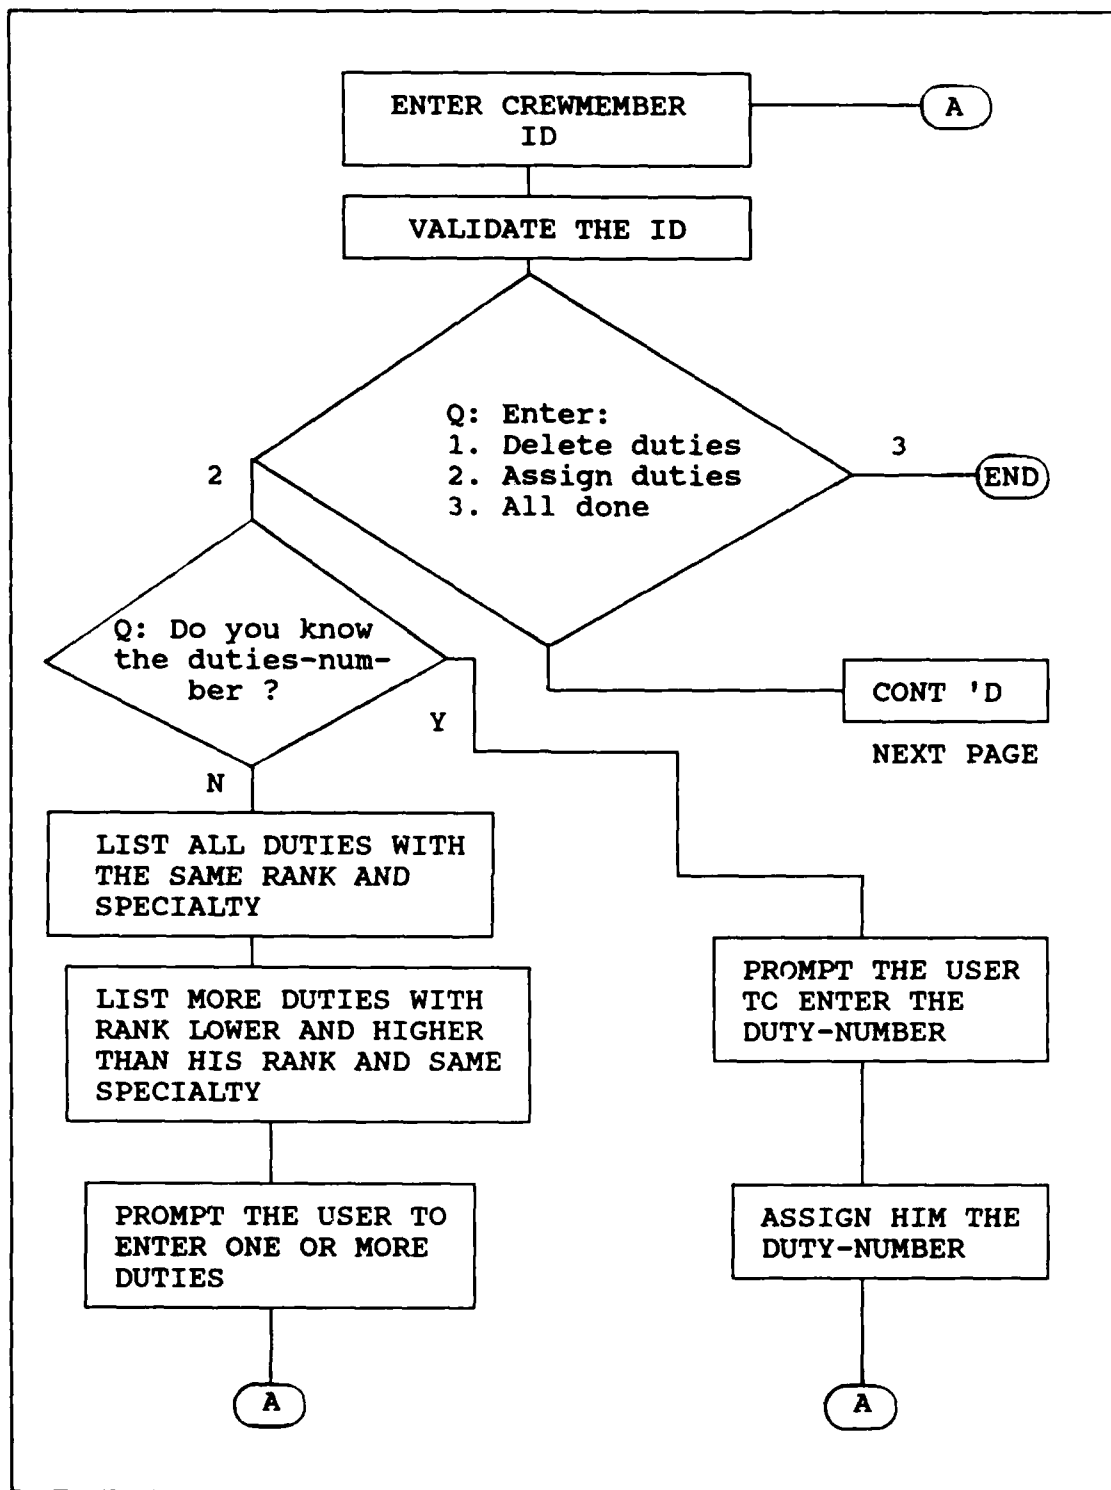 ENTER CREWMEMBER
ID
A
VALIDATE THE ID
Q: Enter:
1. Delete duties
2. Assign duties
3. All done
2
3
END
Q: Do you know
the duties-num-
ber ?
Y
N
CONT 'D
NEXT PAGE
LIST ALL DUTIES WITH
THE SAME RANK AND
SPECIALTY
LIST MORE DUTIES WITH
RANK LOWER AND HIGHER
THAN HIS RANK AND SAME
SPECIALTY
PROMPT THE USER TO
ENTER ONE OR MORE
DUTIES
A
PROMPT THE USER
TC ENTER THE
DUTY-NUMBER
ASSIGN HIM THE
DUTY-NUMBER
A